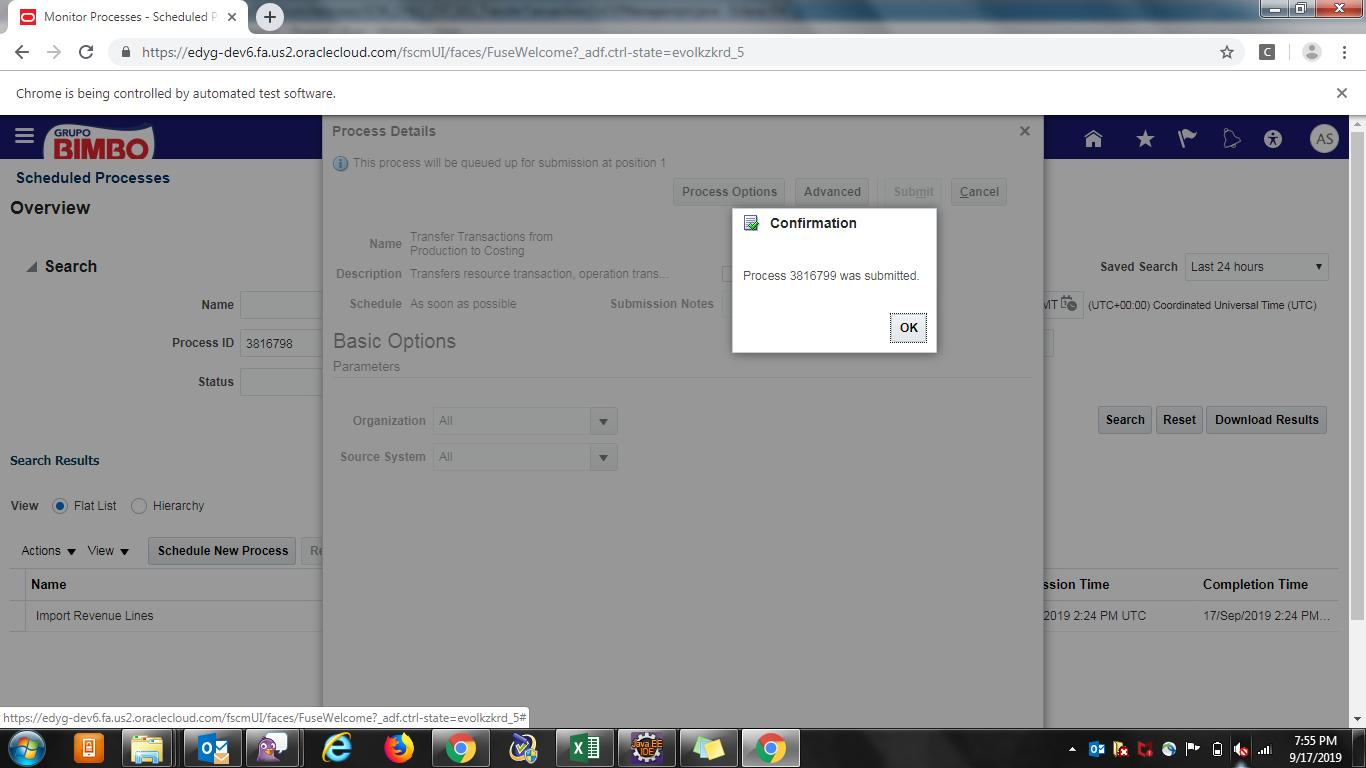 Monitor Processes - Scheduled P
https://edyg-dev6.fa.us2.oraclecloud.com/fscmUI/faces/FuseWelcome?_adf.ctrl-state=evolkzkrd_5
C
Chrome is being controlled by automated test software.
GRUPO
BIMBO
Process Details
AS
This process will be queued up for submission at position 1
Scheduled Processes
Process Options
Advanced
Submit
Cancel
Overview
Confirmation
Name
Transfer Transactions from
Production to Costing
Search
Description
Transfers resource transaction, operation trans...
Process 3816799 was submitted.
Saved Search
Last 24 hours
Name
Schedule
As soon as possible
Submission Notes
MT
(UTC+00:00) Coordinated Universal Time (UTC)
OK
Process ID
3816798
Basic Options
Parameters
Status
Organization
All
Search
Reset
Download Results
Source System
All
Search Results
View
Flat List
Hierarchy
Actions
View
Schedule New Process
Re
Name
ssion Time
Completion Time
Import Revenue Lines
2019 2:24 PM UTC
17/Sep/2019 2:24 PM...
https://edyg-dev6.fa.us2.oraclecloud.com/fscmUI/faces/FuseWelcome?_adf.ctrl-state=evolkzkrd_5#
Java EE
IDE
7:55 PM
9/17/2019